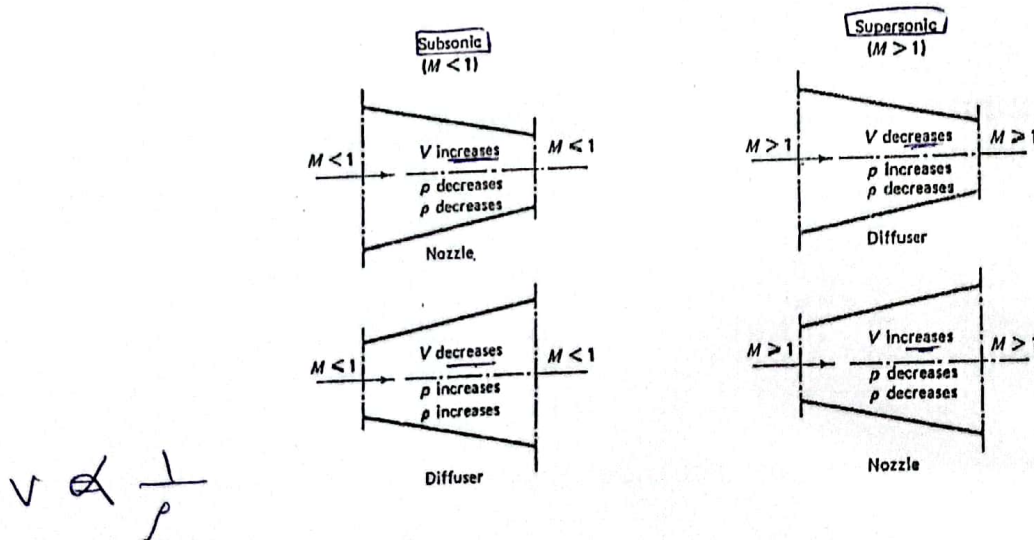 Subsonic
(M < 1)
M < 1
V increases
ρ decreases
ρ decreases
M ⩽ 1
Nozzle
Supersonic
(M > 1)
M > 1
V decreases
ρ increases
ρ decreases
M ⩾ 1
Diffuser
M < 1
V decreases
p increases
ρ increases
M < 1
Diffuser
M ⩾ 1
V increases
p decreases
ρ decreases
M > 1
Nozzle
V ∝ 1/ρ